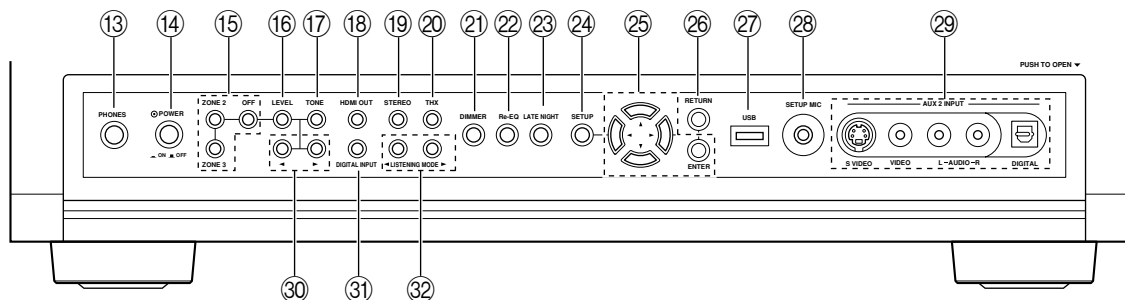 13 14 15 16 17 18 19 20 21 22 23 24 25 26 27 28 29
PUSH TO OPEN ▼
PHONES
POWER
ON OFF
ZONE 2 OFF
ZONE 3
LEVEL TONE
◄ ►
HDMI OUT
DIGITAL INPUT
STEREO THX
◄ LISTENING MODE ►
DIMMER
Re-EQ
LATE NIGHT
SETUP
RETURN
ENTER
USB
SETUP MIC
AUX 2 INPUT
S VIDEO VIDEO L–AUDIO–R DIGITAL
30 31 32